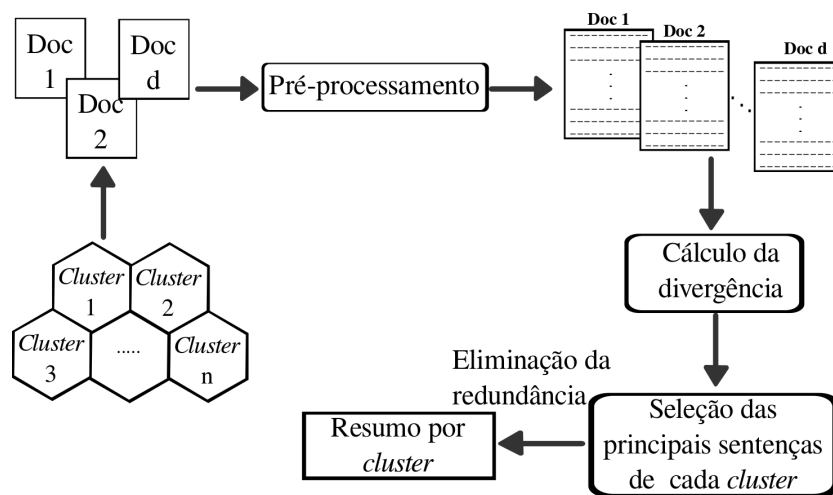 Doc
1
Doc
2
Doc
d
Pré-processamento
Doc 1
Doc 2
Doc d
Cluster
1
Cluster
2
Cluster
3
.....
Cluster
n
Cálculo da
divergência
Eliminação da
redundância
Seleção das
principais sentenças
de cada cluster
Resumo por
cluster